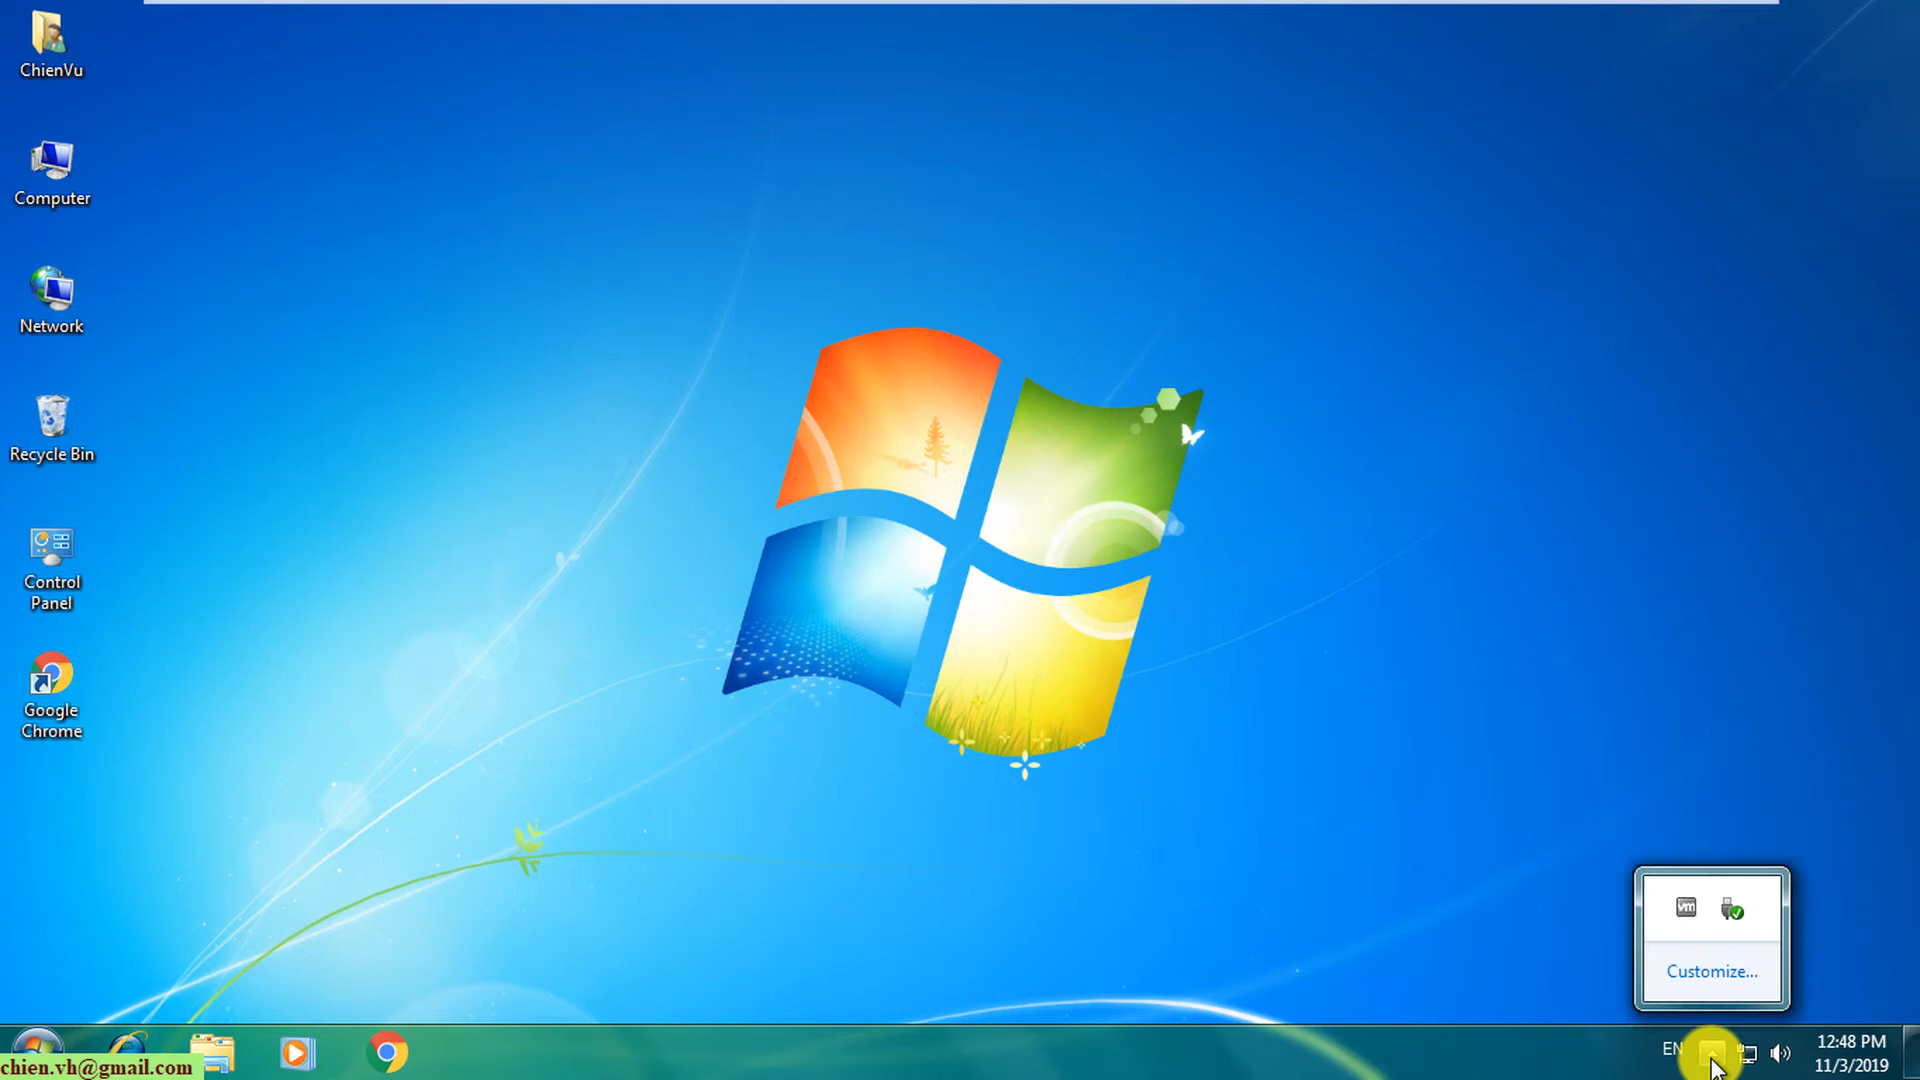 ChienVu
Computer
Network
Recycle Bin
Control
Panel
Google
Chrome
vm
Customize...
EN
12:48 PM
11/3/2019
chien.vh@gmail.com